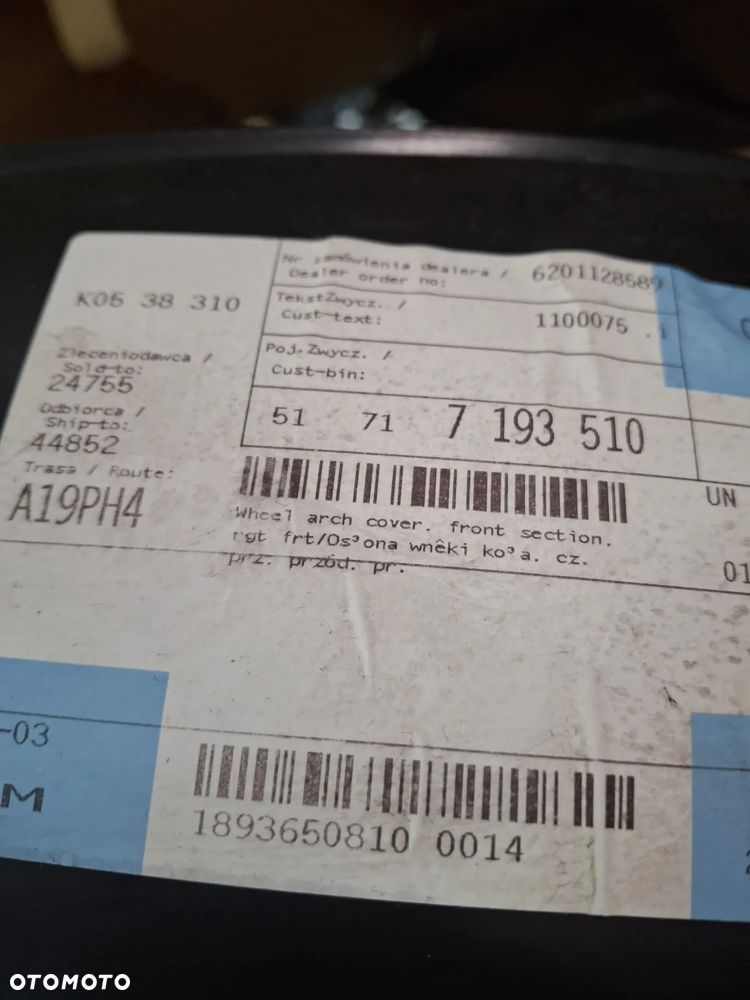 Nr zamówienia dealera /
Dealer order no:
6201128589
K05 38 310
TekstZwycz. /
Cust-text:
1100075
Poj.Zwycz. /
Cust-bin:
Zleceniodawca /
Sold-to:
24755
Odbiorca /
Ship-to:
44852
Trasa / Route:
A19PH4
51 71 7 193 510
UN
Wheel arch cover. front section.
rgt frt/Os³ona wnêki ko³a. cz.
prz. przód. pr.
01
-03
M
1893650810 0014
OTOMOTO